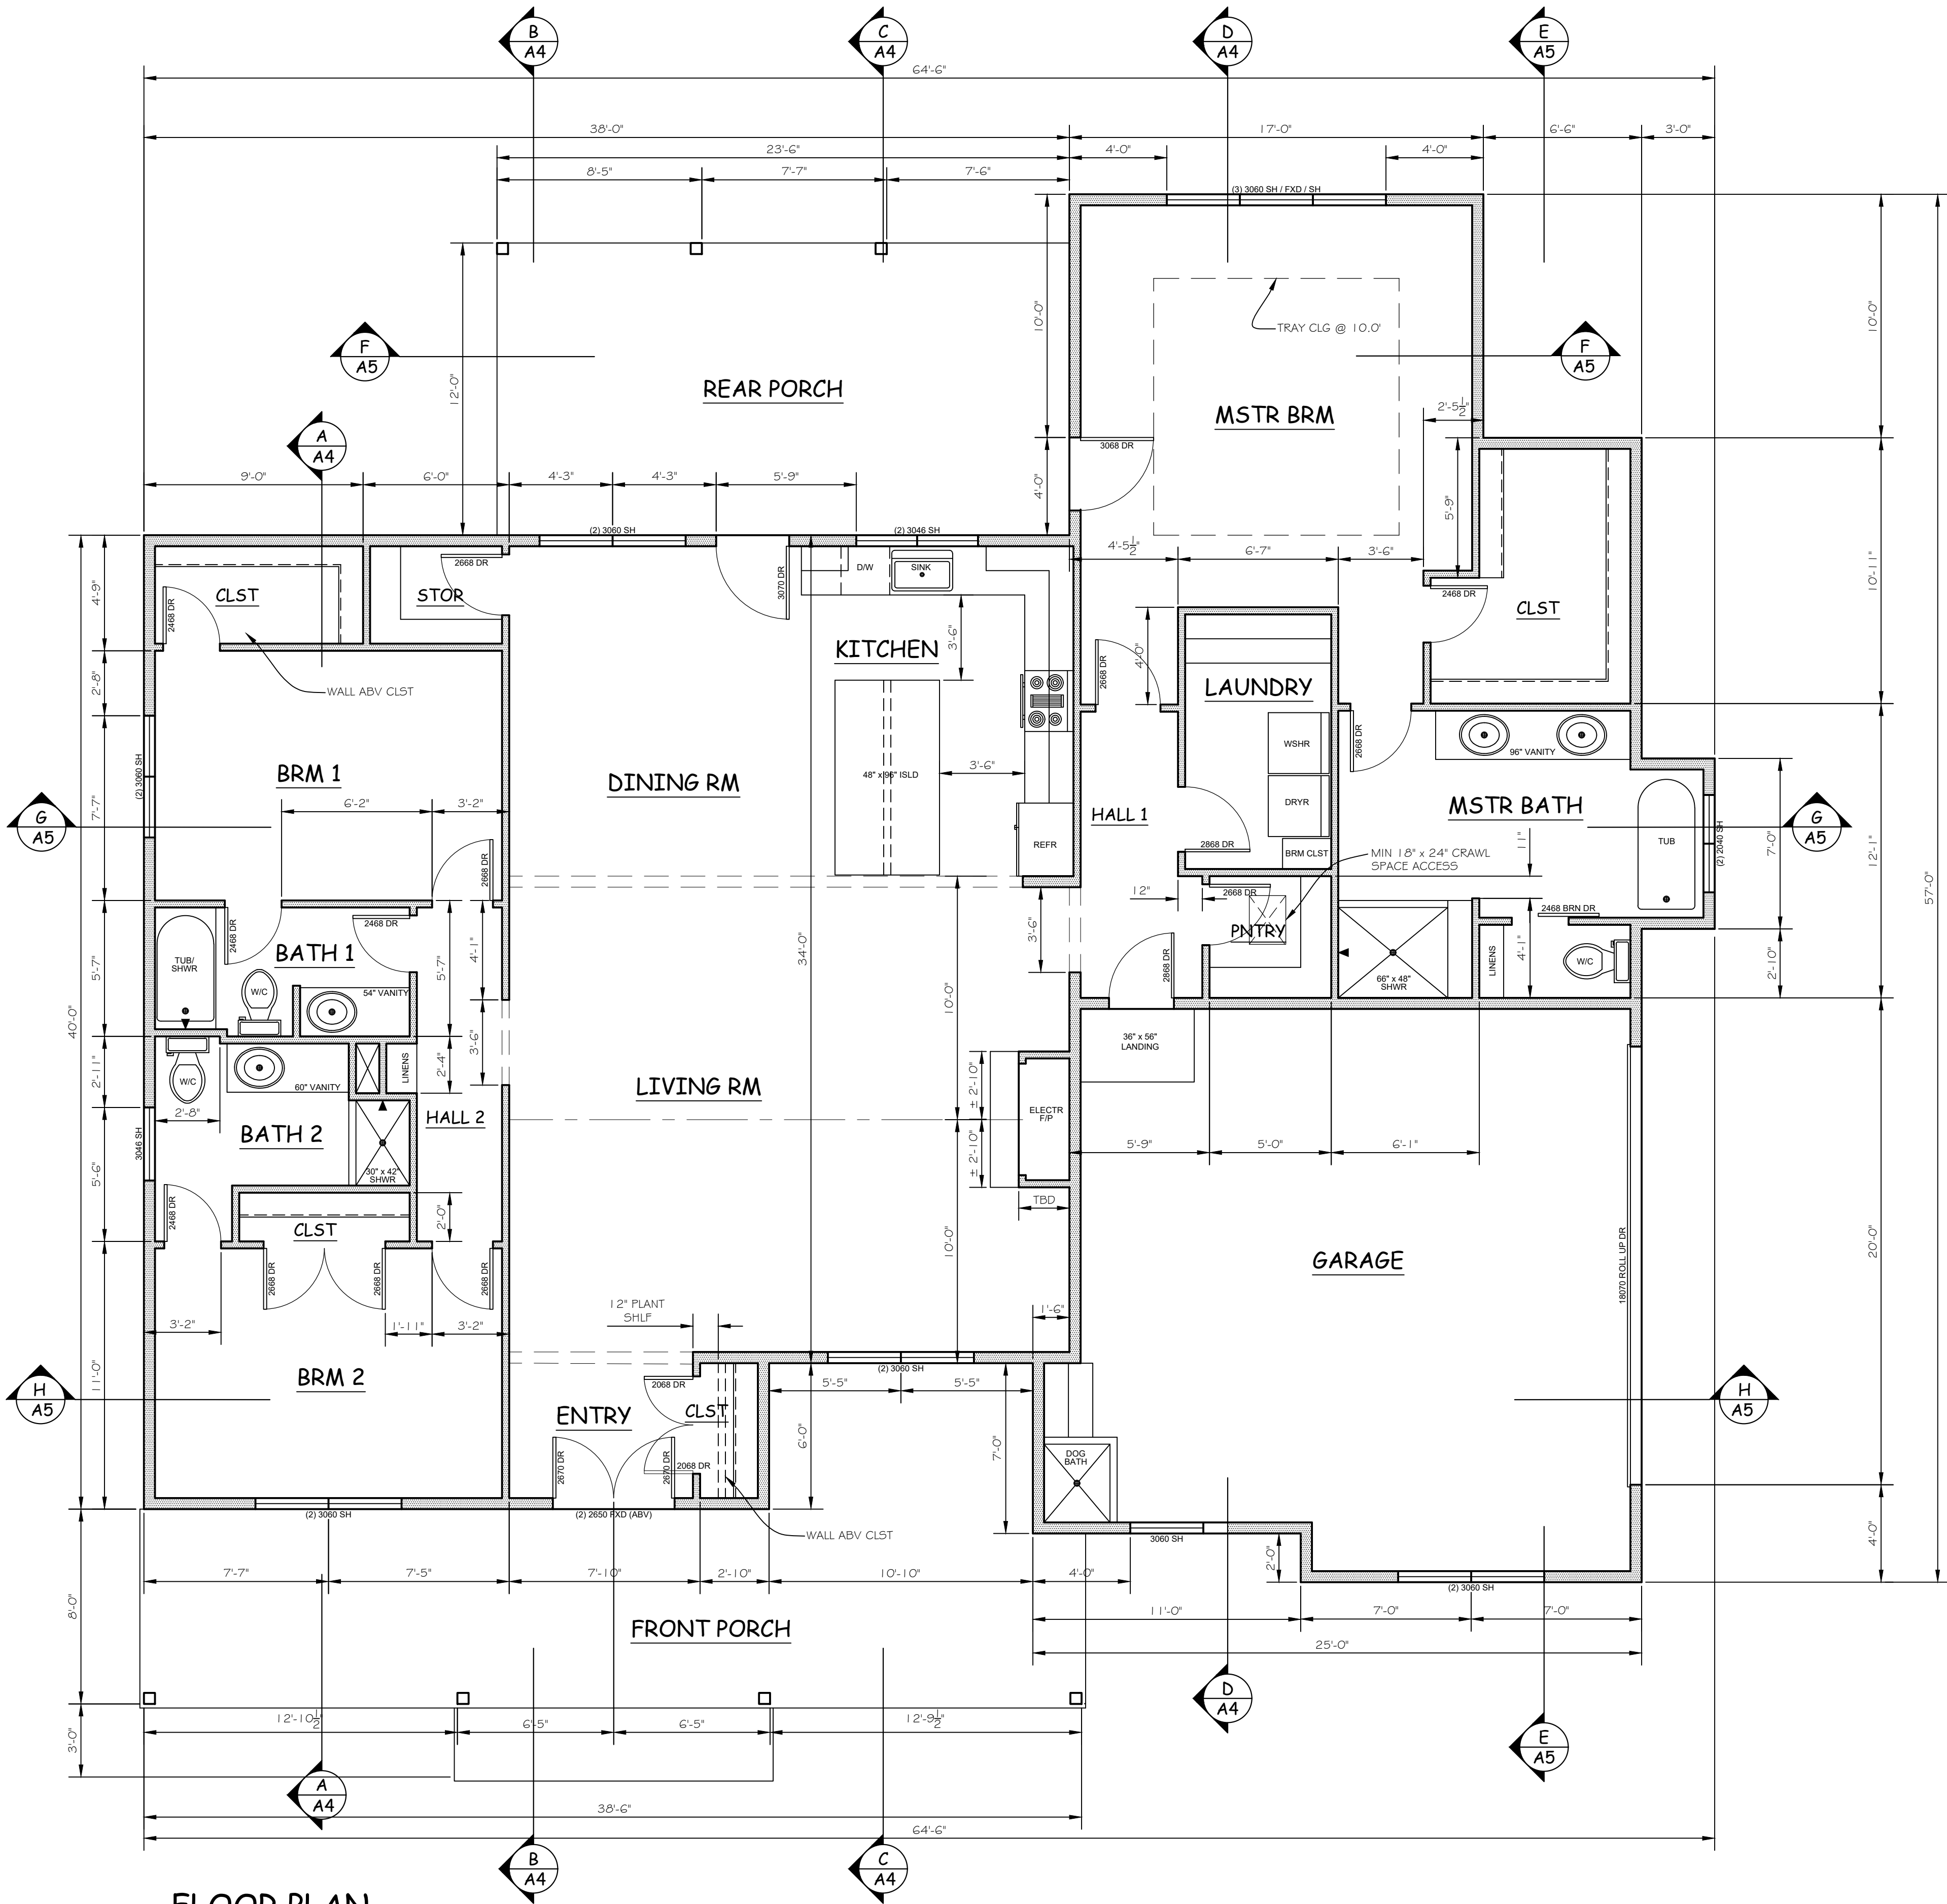 B
A4
C
A4
D
A4
E
A5
64'-6"
38'-0"
17'-0"
6'-6"
3'-0"
23'-6"
4'-0"
4'-0"
8'-5"
7'-7"
7'-6"
(3) 3060 SH / FXD / SH
10'-0"
10'-0"
TRAY CLG @ 10.0'
F
A5
F
A5
12'-0"
REAR PORCH
MSTR BRM
2'-5 1/2"
A
A4
3068 DR
9'-0"
6'-0"
4'-3"
4'-3"
5'-9"
4'-0"
5'-9"
(2) 3060 SH
(2) 3046 SH
4'-5 1/2"
6'-7"
3'-6"
10'-11"
57'-0"
2668 DR
3070 DR
D/W
SINK
4'-9"
CLST
STOR
2468 DR
2468 DR
CLST
3'-6"
4'-0"
KITCHEN
2668 DR
LAUNDRY
2'-8"
WALL ABV CLST
WSHR
2668 DR
96" VANITY
(2) 3060 SH
BRM 1
DINING RM
48" x 96" ISLD
3'-6"
7'-7"
6'-2"
3'-2"
HALL 1
DRYR
MSTR BATH
G
A5
G
A5
11"
TUB
(2) 2040 SH
7'-0"
12'-1"
2668 DR
REFR
2868 DR
BRM CLST
MIN 18" x 24" CRAWL
SPACE ACCESS
12"
2668 DR
2468 BRN DR
2468 DR
2468 DR
BATH 1
4'-1"
3'-6"
PNTRY
34'-0"
TUB/
SHWR
W/C
54" VANITY
5'-7"
5'-7"
2868 DR
66" x 48"
SHWR
LINENS
4'-1"
W/C
2'-10"
40'-0"
10'-0"
3'-6"
36" x 56"
LANDING
2'-11"
W/C
60" VANITY
LINENS
2'-4"
LIVING RM
± 2'-10"
2'-8"
HALL 2
ELECTR
F/P
3046 SH
BATH 2
5'-6"
30" x 42"
SHWR
± 2'-10"
5'-9"
5'-0"
6'-1"
TBD
2468 DR
CLST
2'-0"
10'-0"
GARAGE
18070 ROLL UP DR
20'-0"
2668 DR
2668 DR
2668 DR
12" PLANT
SHLF
1'-6"
3'-2"
1'-11"
3'-2"
11'-0"
BRM 2
(2) 3060 SH
2068 DR
5'-5"
5'-5"
H
A5
H
A5
ENTRY
CLST
6'-0"
7'-0"
2670 DR
2670 DR
2068 DR
DOG
BATH
(2) 3060 SH
(2) 2650 FXD (ABV)
WALL ABV CLST
3060 SH
2'-0"
4'-0"
7'-7"
7'-5"
7'-10"
2'-10"
10'-10"
4'-0"
(2) 3060 SH
8'-0"
FRONT PORCH
11'-0"
7'-0"
7'-0"
25'-0"
D
A4
12'-10 1/2"
6'-5"
6'-5"
12'-9 1/2"
3'-0"
E
A5
A
A4
38'-6"
64'-6"
B
A4
C
A4
FLOOR PLAN